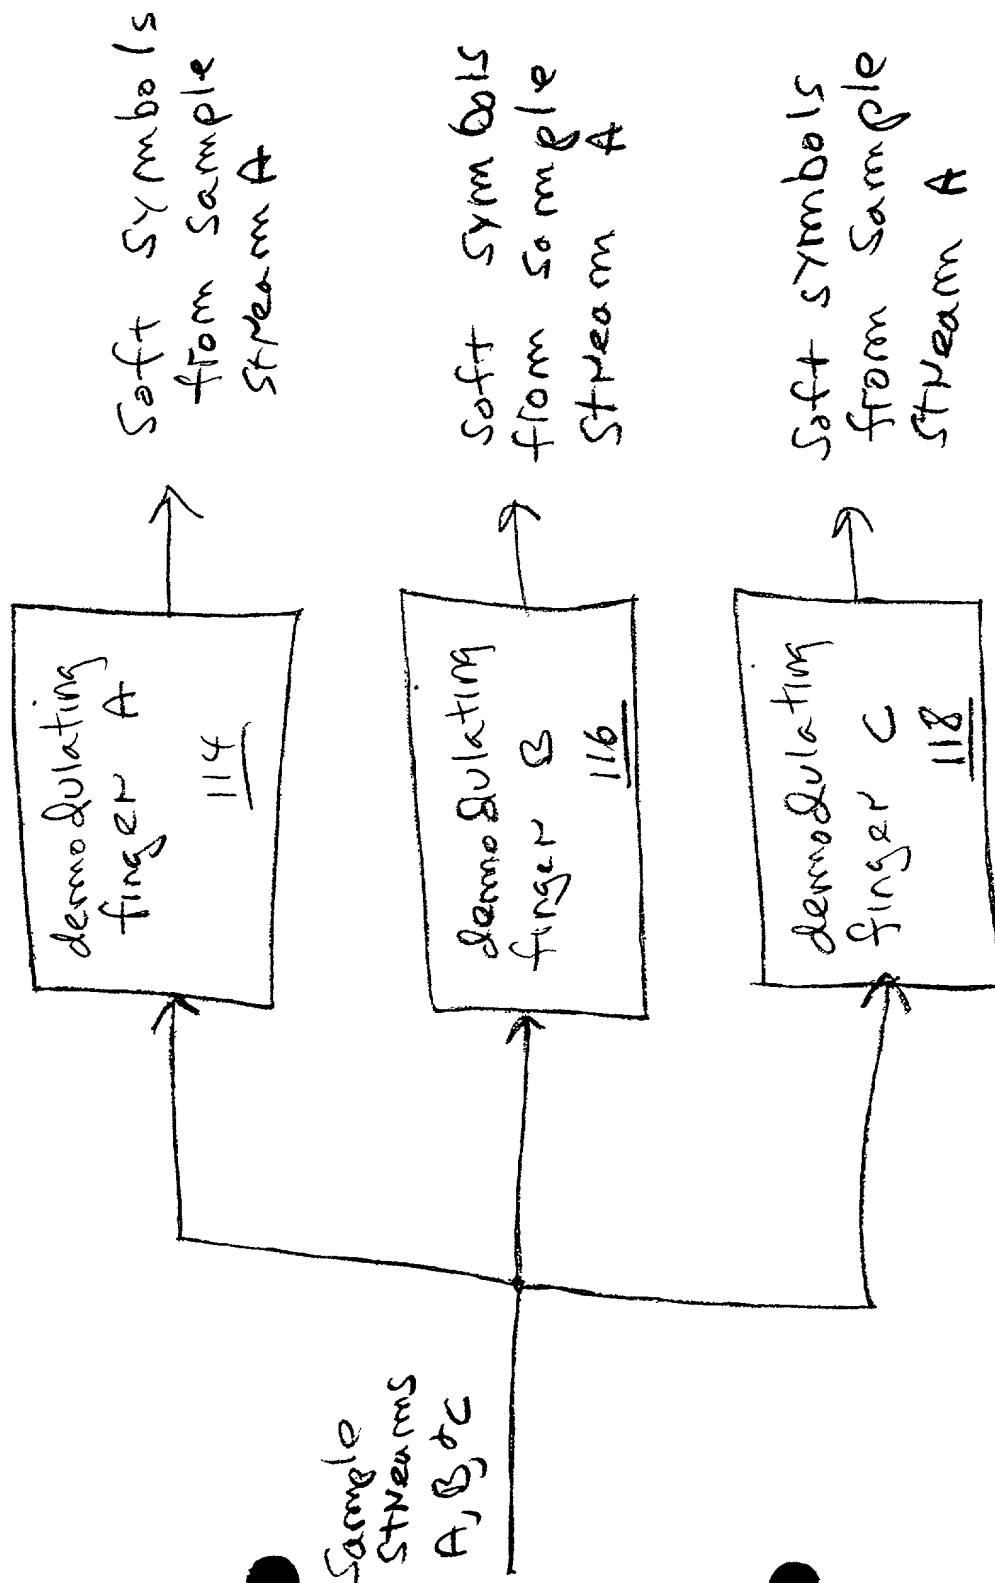 Sample
Streams
A, B, & C
demodulating
finger A
114
Soft symbols
from sample
stream A
demodulating
finger B
116
Soft symbols
from sample
stream A
demodulating
finger C
118
Soft symbols
from sample
stream A